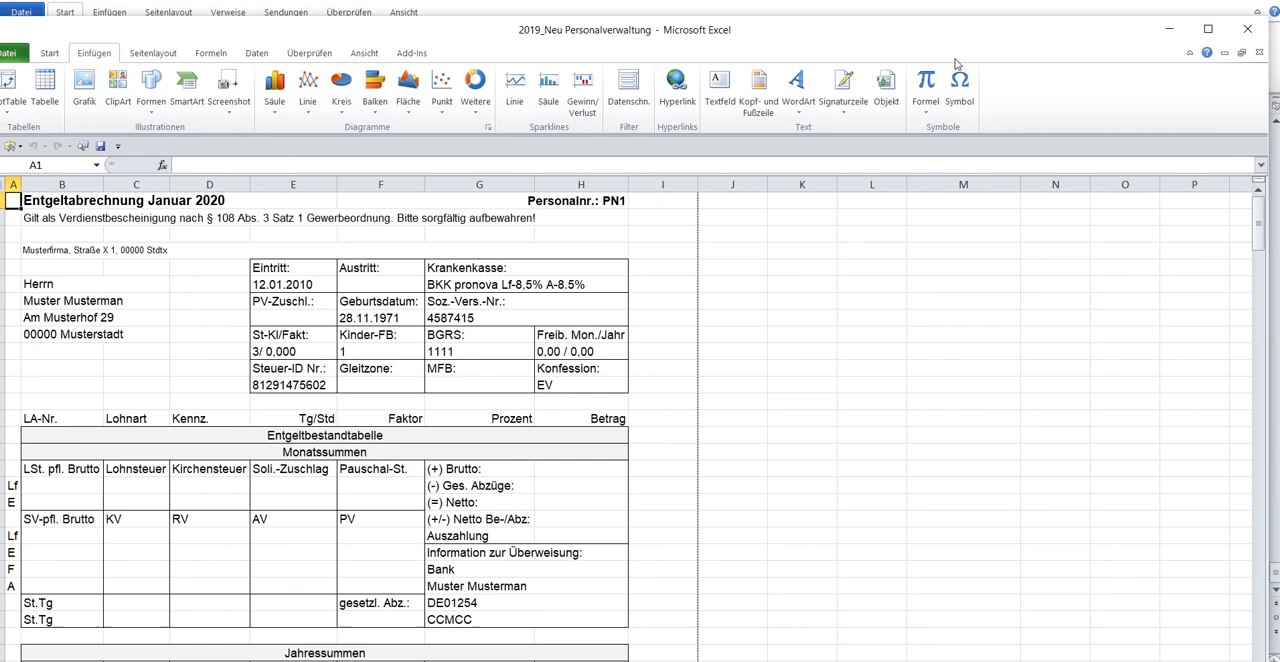 Datei Start Einfügen Seitenlayout Verweise Sendungen Überprüfen Ansicht
2019_Neu Personalverwaltung - Microsoft Excel
Datei Start Einfügen Seitenlayout Formeln Daten Überprüfen Ansicht Add-Ins
otTable Tabelle Grafik ClipArt Formen SmartArt Screenshot Säule Linie Kreis Balken Fläche Punkt Weitere Linie Säule Gewinn/ Datenschn. Hyperlink Textfeld Kopf- und WordArt Signaturzeile Objekt Formel Symbol
Verlust Fußzeile
Tabellen Illustrationen Diagramme Sparklines Filter Hyperlinks Text Symbole
A1 fx
A B C D E F G H I J K L M N O P
Entgeltabrechnung Januar 2020 Personalnr.: PN1
Gilt als Verdienstbescheinigung nach § 108 Abs. 3 Satz 1 Gewerbeordnung. Bitte sorgfältig aufbewahren!
Musterfirma, Straße X 1, 00000 Stdtx
Eintritt: Austritt: Krankenkasse:
Herrn 12.01.2010 BKK pronova Lf-8,5% A-8.5%
Muster Musterman PV-Zuschl.: Geburtsdatum: Soz.-Vers.-Nr.:
Am Musterhof 29 28.11.1971 4587415
00000 Musterstadt St-Kl/Fakt: Kinder-FB: BGRS: Freib. Mon./Jahr
3/ 0,000 1 1111 0,00 / 0,00
Steuer-ID Nr.: Gleitzone: MFB: Konfession:
81291475602 EV
LA-Nr. Lohnart Kennz. Tg/Std Faktor Prozent Betrag
Entgeltbestandtabelle
Monatssummen
LSt. pfl. Brutto Lohnsteuer Kirchensteuer Soli.-Zuschlag Pauschal-St. (+) Brutto:
Lf (-) Ges. Abzüge:
E (=) Netto:
SV-pfl. Brutto KV RV AV PV (+/-) Netto Be-/Abz:
Lf Auszahlung
E Information zur Überweisung:
F Bank
A Muster Musterman
St.Tg gesetzl. Abz.: DE01254
St.Tg CCMCC
Jahressummen